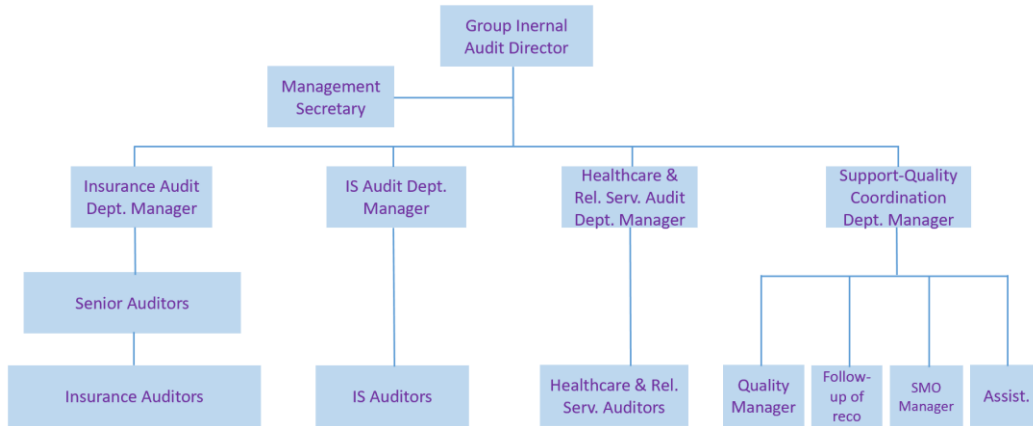 Group Inernal
Audit Director
Management
Secretary
Insurance Audit
Dept. Manager
IS Audit Dept.
Manager
Healthcare &
Rel. Serv. Audit
Dept. Manager
Support-Quality
Coordination
Dept. Manager
Senior Auditors
Insurance Auditors
IS Auditors
Healthcare & Rel.
Serv. Auditors
Quality
Manager
Follow-
up of
reco
SMO
Manager
Assist.